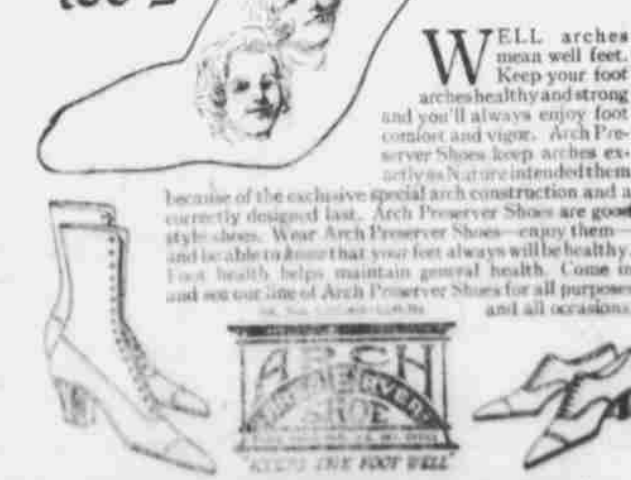 too
WELL arches
mean well feet.
Keep your foot
arches healthy and strong
and you'll always enjoy foot
comfort and vigor. Arch Pre-
server Shoes keep arches ex-
actly as Nature intended them
because of the exclusive special arch construction and a
correctly designed last. Arch Preserver Shoes are good
style shoes. Wear Arch Preserver Shoes—enjoy them—
and be able to know that your feet always will be healthy.
Foot health helps maintain general health. Come in
and see our line of Arch Preserver Shoes for all purposes
and all occasions.
ARCH
PRESERVER
SHOE
"KEEPS THE FOOT WELL"